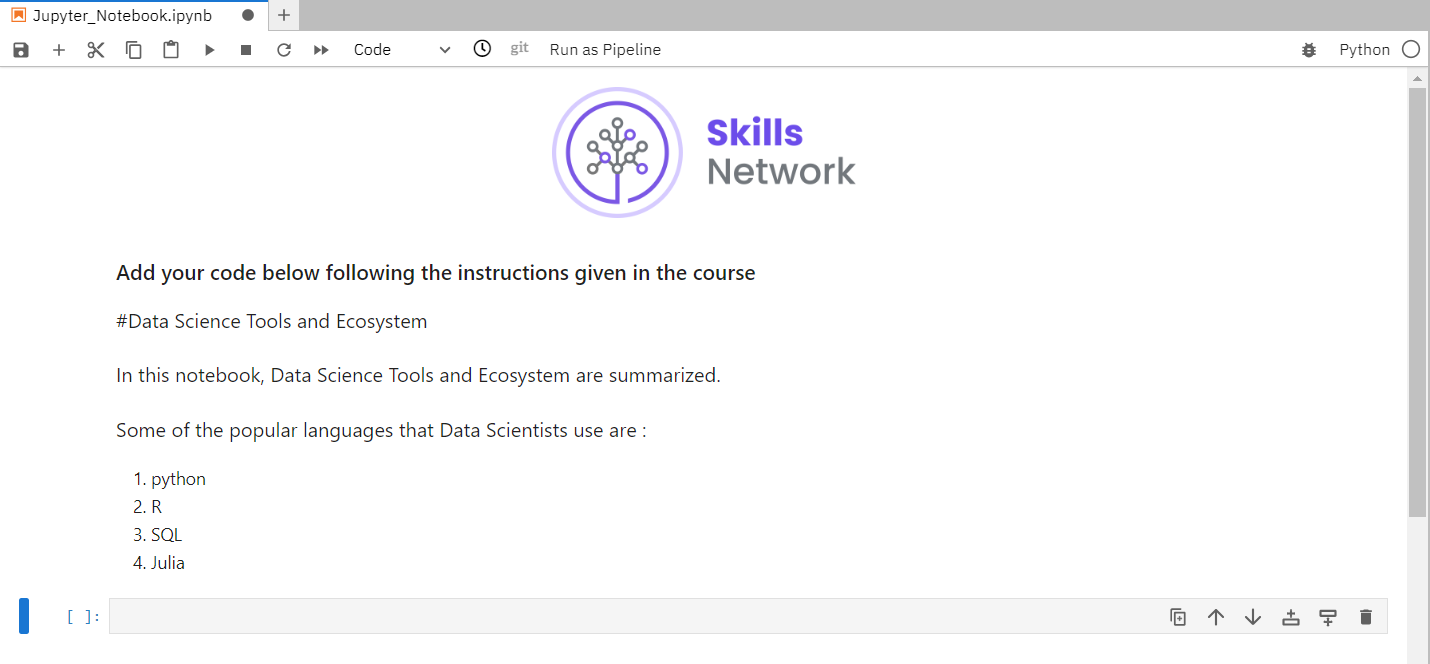 Jupyter_Notebook.ipynb
Code git Run as Pipeline Python
Skills
Network
Add your code below following the instructions given in the course
#Data Science Tools and Ecosystem
In this notebook, Data Science Tools and Ecosystem are summarized.
Some of the popular languages that Data Scientists use are :
1. python
2. R
3. SQL
4. Julia
[ ]: